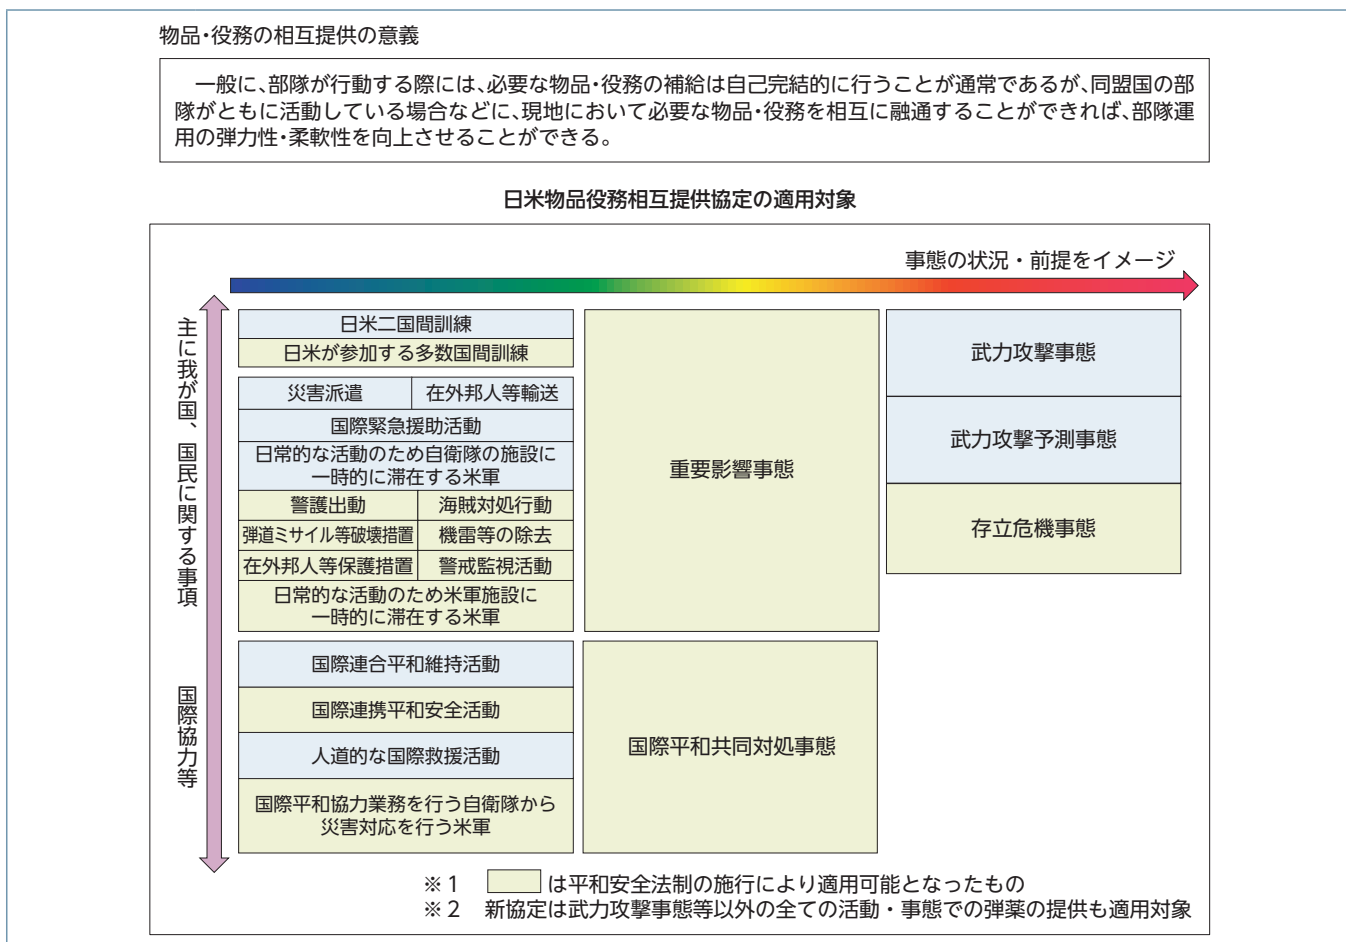 物品・役務の相互提供の意義
一般に、部隊が行動する際には、必要な物品・役務の補給は自己完結的に行うことが通常であるが、同盟国の部
隊がともに活動している場合などに、現地において必要な物品・役務を相互に融通することができれば、部隊運
用の弾力性・柔軟性を向上させることができる。
日米物品役務相互提供協定の適用対象
事態の状況・前提をイメージ
主に我が国、国民に関する事項
日米二国間訓練
日米が参加する多数国間訓練
災害派遣
在外邦人等輸送
国際緊急援助活動
日常的な活動のため自衛隊の施設に
一時的に滞在する米軍
警護出動
海賊対処行動
弾道ミサイル等破壊措置
機雷等の除去
在外邦人等保護措置
警戒監視活動
日常的な活動のため米軍施設に
一時的に滞在する米軍
重要影響事態
武力攻撃事態
武力攻撃予測事態
存立危機事態
国際協力等
国際連合平和維持活動
国際連携平和安全活動
人道的な国際救援活動
国際平和協力業務を行う自衛隊から
災害対応を行う米軍
国際平和共同対処事態
※1 は平和安全法制の施行により適用可能となったもの
※2 新協定は武力攻撃事態等以外の全ての活動・事態での弾薬の提供も適用対象